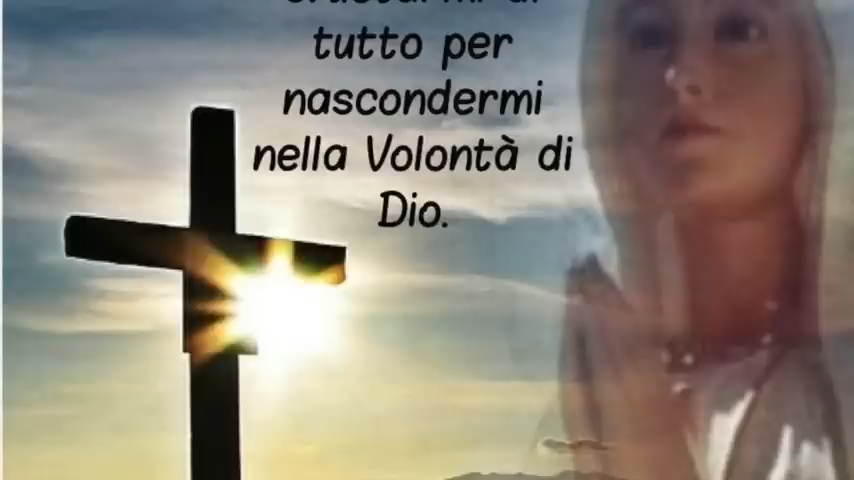 tutto per
nascondermi
nella Volontà di
Dio.